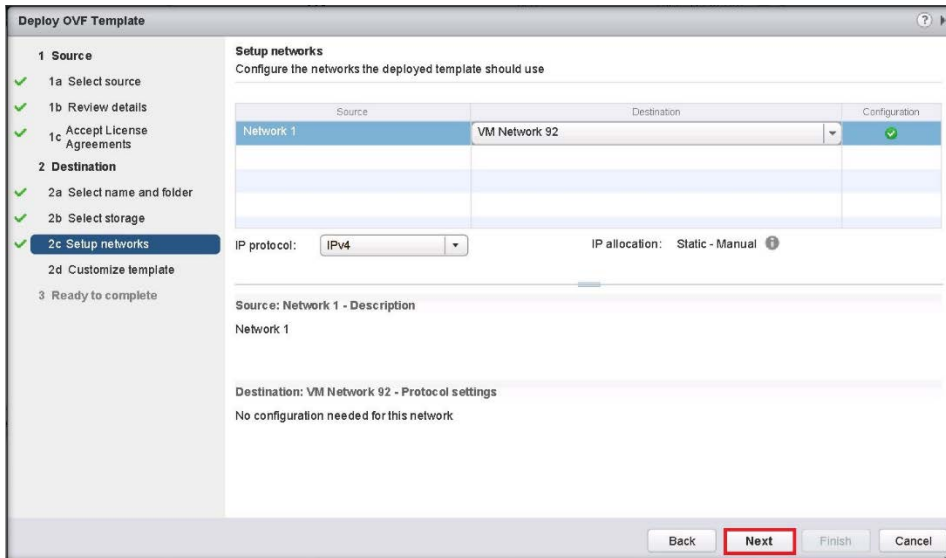 Deploy OVF Template
?
1 Source
1a Select source
1b Review details
1c Accept License
Agreements
2 Destination
2a Select name and folder
2b Select storage
2c Setup networks
2d Customize template
3 Ready to complete
Setup networks
Configure the networks the deployed template should use
Source Destination Configuration
Network 1 VM Network 92
IP protocol: IPv4 IP allocation: Static - Manual
Source: Network 1 - Description
Network 1
Destination: VM Network 92 - Protocol settings
No configuration needed for this network
Back Next Finish Cancel